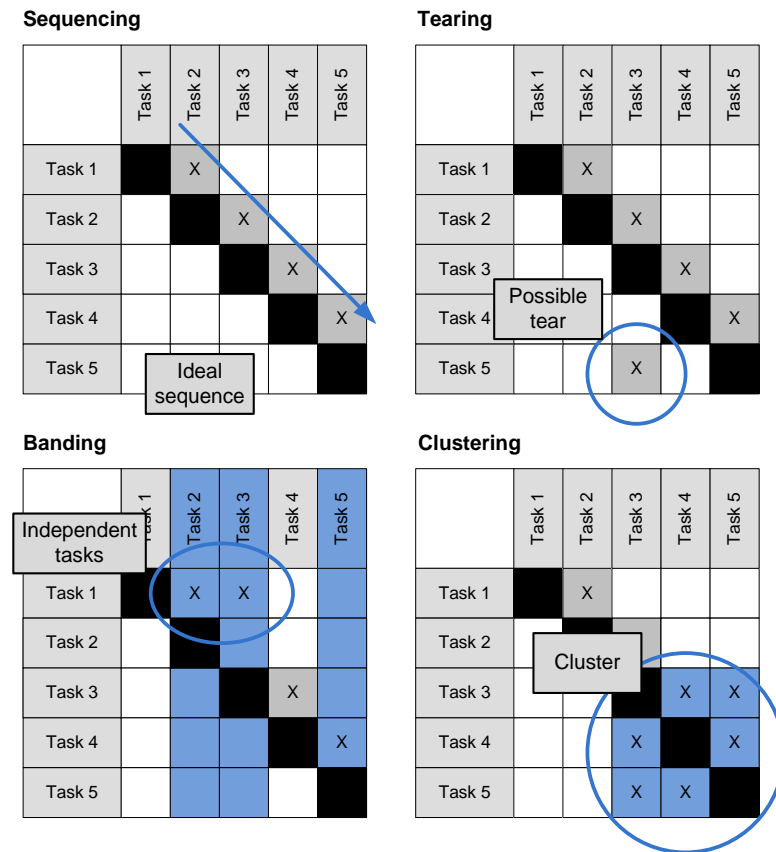 Sequencing
Task 1 Task 2 Task 3 Task 4 Task 5
Task 1 X
Task 2 X
Task 3 X
Task 4 X
Task 5
Ideal
sequence
Tearing
Task 1 Task 2 Task 3 Task 4 Task 5
Task 1 X
Task 2 X
Task 3 X
Possible
tear
Task 4 X
Task 5 X
Banding
Task 1 Task 2 Task 3 Task 4 Task 5
Independent
tasks
Task 1 X X
Task 2
Task 3 X
Task 4 X
Task 5
Clustering
Task 1 Task 2 Task 3 Task 4 Task 5
Task 1 X
Task 2
Cluster
Task 3 X X
Task 4 X X
Task 5 X X